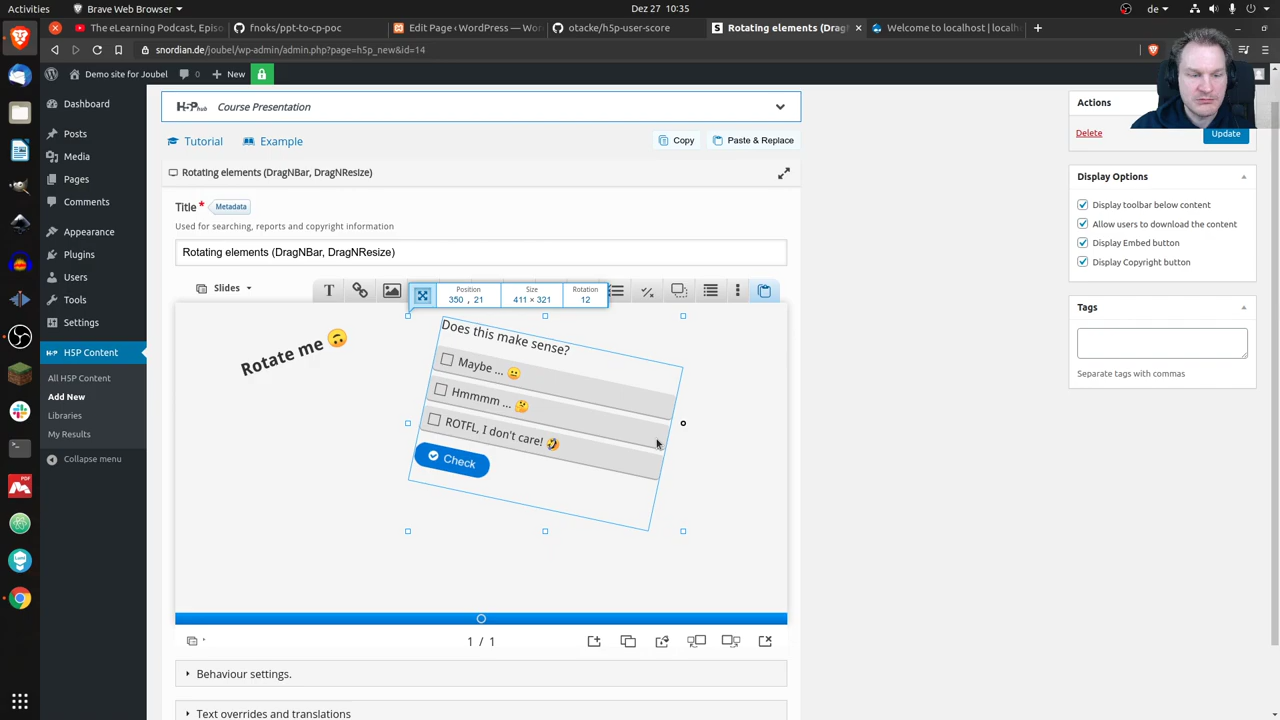 Activities
Brave Web Browser
Dez 27 10:35
de
The eLearning Podcast, Episo
fnoks/ppt-to-cp-poc
Edit Page ‹ WordPress — Wor
otacke/h5p-user-score
Rotating elements (DragNBar,
Welcome to localhost | localh
snordian.de/joubel/wp-admin/admin.php?page=h5p_new&id=14
Demo site for Joubel
0
New
Dashboard
Posts
Media
Pages
Comments
Appearance
Plugins
Users
Tools
Settings
H5P Content
All H5P Content
Add New
Libraries
My Results
Collapse menu
H5P hub Course Presentation
Tutorial
Example
Copy
Paste & Replace
Rotating elements (DragNBar, DragNResize)
Title*
Metadata
Used for searching, reports and copyright information
Rotating elements (DragNBar, DragNResize)
Slides
T
Position
350 , 21
Size
411 × 321
Rotation
12
Rotate me 🙃
Does this make sense?
Maybe ... 😐
Hmmmm ... 🤔
ROTFL, I don't care! 🤣
Check
1 / 1
Behaviour settings.
Text overrides and translations
Actions
Delete
Update
Display Options
Display toolbar below content
Allow users to download the content
Display Embed button
Display Copyright button
Tags
Separate tags with commas